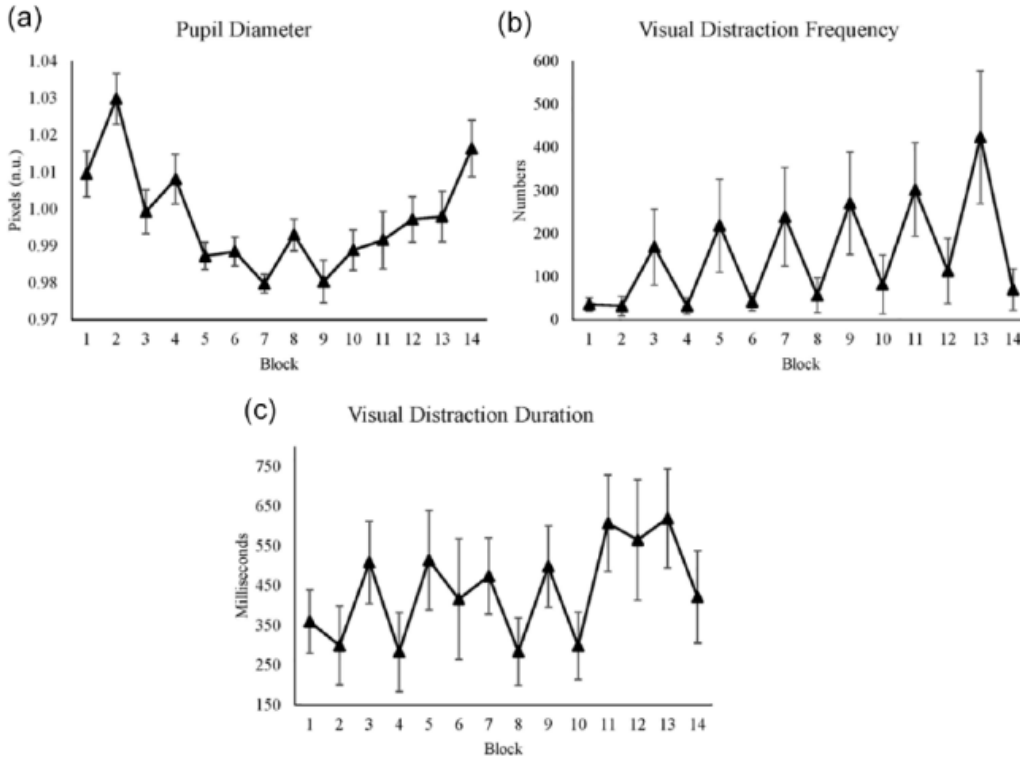 (a)
Pupil Diameter
1.04
1.03
1.02
1.01
1.00
0.99
0.98
0.97
Pixels (n.u.)
1 2 3 4 5 6 7 8 9 10 11 12 13 14
Block
(b)
Visual Distraction Frequency
600
500
400
300
200
100
0
Numbers
1 2 3 4 5 6 7 8 9 10 11 12 13 14
Block
(c)
Visual Distraction Duration
750
650
550
450
350
250
150
Milliseconds
1 2 3 4 5 6 7 8 9 10 11 12 13 14
Block